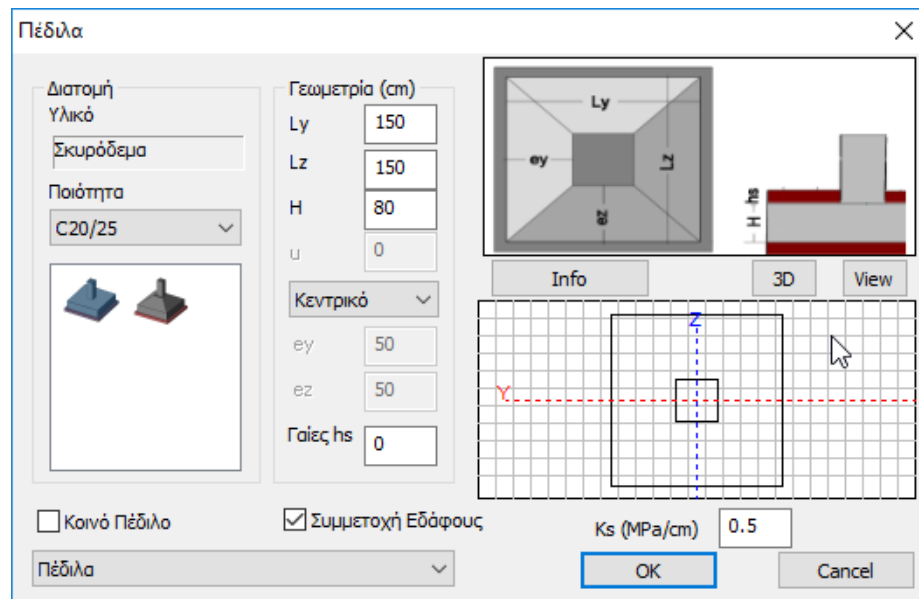 Πέδιλα
Διατομή
Υλικό
Σκυρόδεμα
Ποιότητα
C20/25
Γεωμετρία (cm)
Ly 150
Lz 150
H 80
u 0
Κεντρικό
ey 50
ez 50
Γαίες hs 0
Ly
ey
Lz
ez
H hs
Info 3D View
Z
Y
Κοινό Πέδιλο
Συμμετοχή Εδάφους
Ks (MPa/cm) 0.5
Πέδιλα
OK Cancel